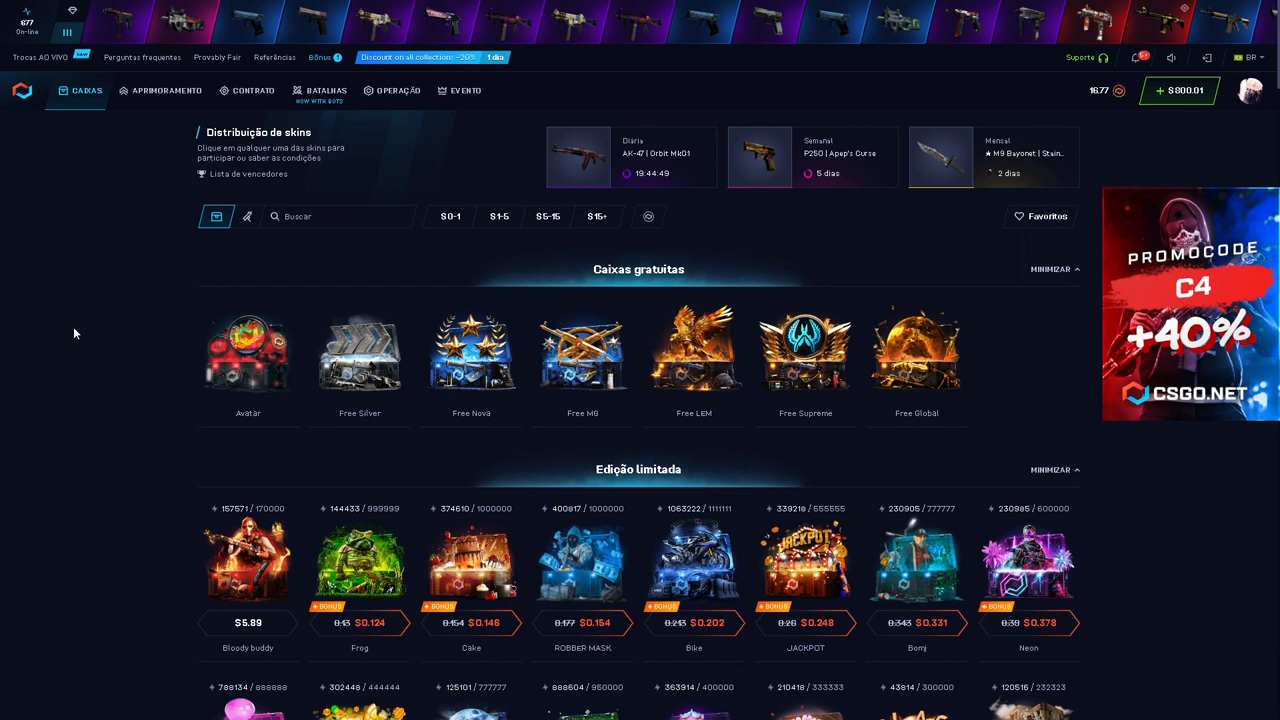 677
On-line
Trocas AO VIVO NEW
Perguntas frequentes
Provably Fair
Referências
Bônus 1
Discount on all collections -20% 1 dia
Suporte
5+
BR
CAIXAS
APRIMORAMENTO
CONTRATO
BATALHAS
NOW WITH BOTS
OPERAÇÃO
EVENTO
16.77
+ $800.01
Distribuição de skins
Clique em qualquer uma das skins para
participar ou saber as condições
Lista de vencedores
Diária
AK-47 | Orbit Mk01
19:44:49
Semanal
P250 | Apep's Curse
5 dias
Mensal
★ M9 Bayonet | Stain...
2 dias
Buscar
$0-1
$1-5
$5-15
$15+
Favoritos
Caixas gratuitas
MINIMIZAR
PROMOCODE
C4
+40%
CSGO.NET
Avatar
Free Silver
Free Nova
Free MG
Free LEM
Free Supreme
Free Global
Edição limitada
MINIMIZAR
157571 / 170000
144433 / 999999
374610 / 1000000
400817 / 1000000
1063222 / 1111111
339218 / 555555
230905 / 777777
230985 / 600000
JACKPOT
+ BONUS
+ BONUS
+ BONUS
+ BONUS
+ BONUS
$5.89
0.13 $0.124
0.154 $0.146
0.177 $0.154
0.213 $0.202
0.26 $0.248
0.343 $0.331
0.39 $0.378
Bloody buddy
Frog
Cake
ROBBER MASK
Bike
JACKPOT
Bomj
Neon
788134 / 888888
302448 / 444444
125101 / 777777
888604 / 950000
363914 / 400000
210418 / 333333
43814 / 300000
120516 / 232323